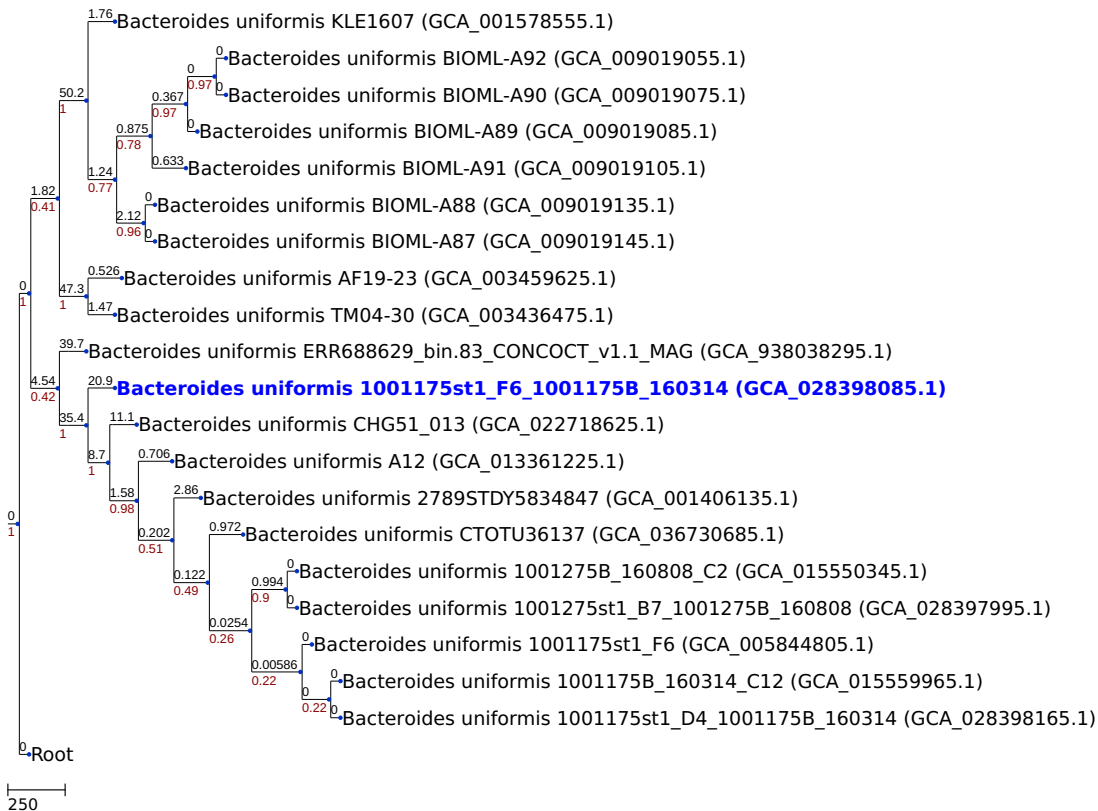 1.76
Bacteroides uniformis KLE1607 (GCA_001578555.1)
0
Bacteroides uniformis BIOML-A92 (GCA_009019055.1)
0
0.97
0
Bacteroides uniformis BIOML-A90 (GCA_009019075.1)
50.2
1
0.367
0.97
0
Bacteroides uniformis BIOML-A89 (GCA_009019085.1)
0.875
0.78
0.633
Bacteroides uniformis BIOML-A91 (GCA_009019105.1)
1.24
0.77
0
Bacteroides uniformis BIOML-A88 (GCA_009019135.1)
1.82
0.41
2.12
0.96
0
Bacteroides uniformis BIOML-A87 (GCA_009019145.1)
0.526
Bacteroides uniformis AF19-23 (GCA_003459625.1)
0
1
47.3
1
1.47
Bacteroides uniformis TM04-30 (GCA_003436475.1)
39.7
Bacteroides uniformis ERR688629_bin.83_CONCOCT_v1.1_MAG (GCA_938038295.1)
4.54
0.42
20.9
Bacteroides uniformis 1001175st1_F6_1001175B_160314 (GCA_028398085.1)
35.4
1
11.1
Bacteroides uniformis CHG51_013 (GCA_022718625.1)
8.7
1
0.706
Bacteroides uniformis A12 (GCA_013361225.1)
1.58
0.98
2.86
Bacteroides uniformis 2789STDY5834847 (GCA_001406135.1)
0
1
0.202
0.51
0.972
Bacteroides uniformis CTOTU36137 (GCA_036730685.1)
0.122
0.49
0
Bacteroides uniformis 1001275B_160808_C2 (GCA_015550345.1)
0.994
0.9
0
Bacteroides uniformis 1001275st1_B7_1001275B_160808 (GCA_028397995.1)
0.0254
0.26
0
Bacteroides uniformis 1001175st1_F6 (GCA_005844805.1)
0.00586
0.22
0
Bacteroides uniformis 1001175B_160314_C12 (GCA_015559965.1)
0
0.22
0
Bacteroides uniformis 1001175st1_D4_1001175B_160314 (GCA_028398165.1)
0
Root
250